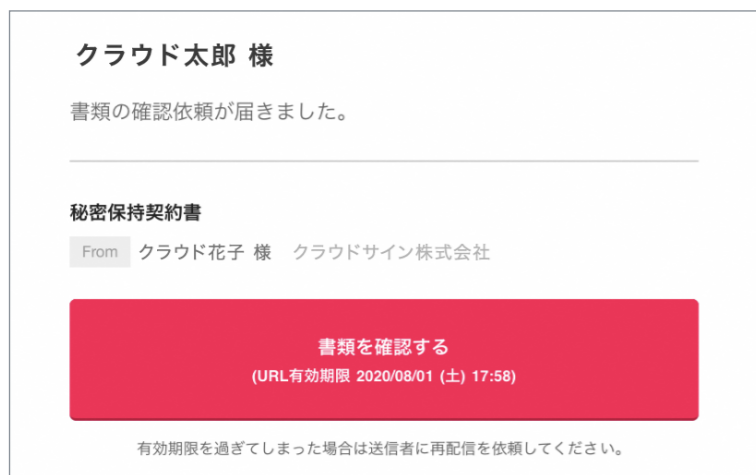 クラウド太郎 様
書類の確認依頼が届きました。
秘密保持契約書
From クラウド花子 様 クラウドサイン株式会社
書類を確認する
(URL有効期限 2020/08/01 (土) 17:58)
有効期限を過ぎてしまった場合は送信者に再配信を依頼してください。